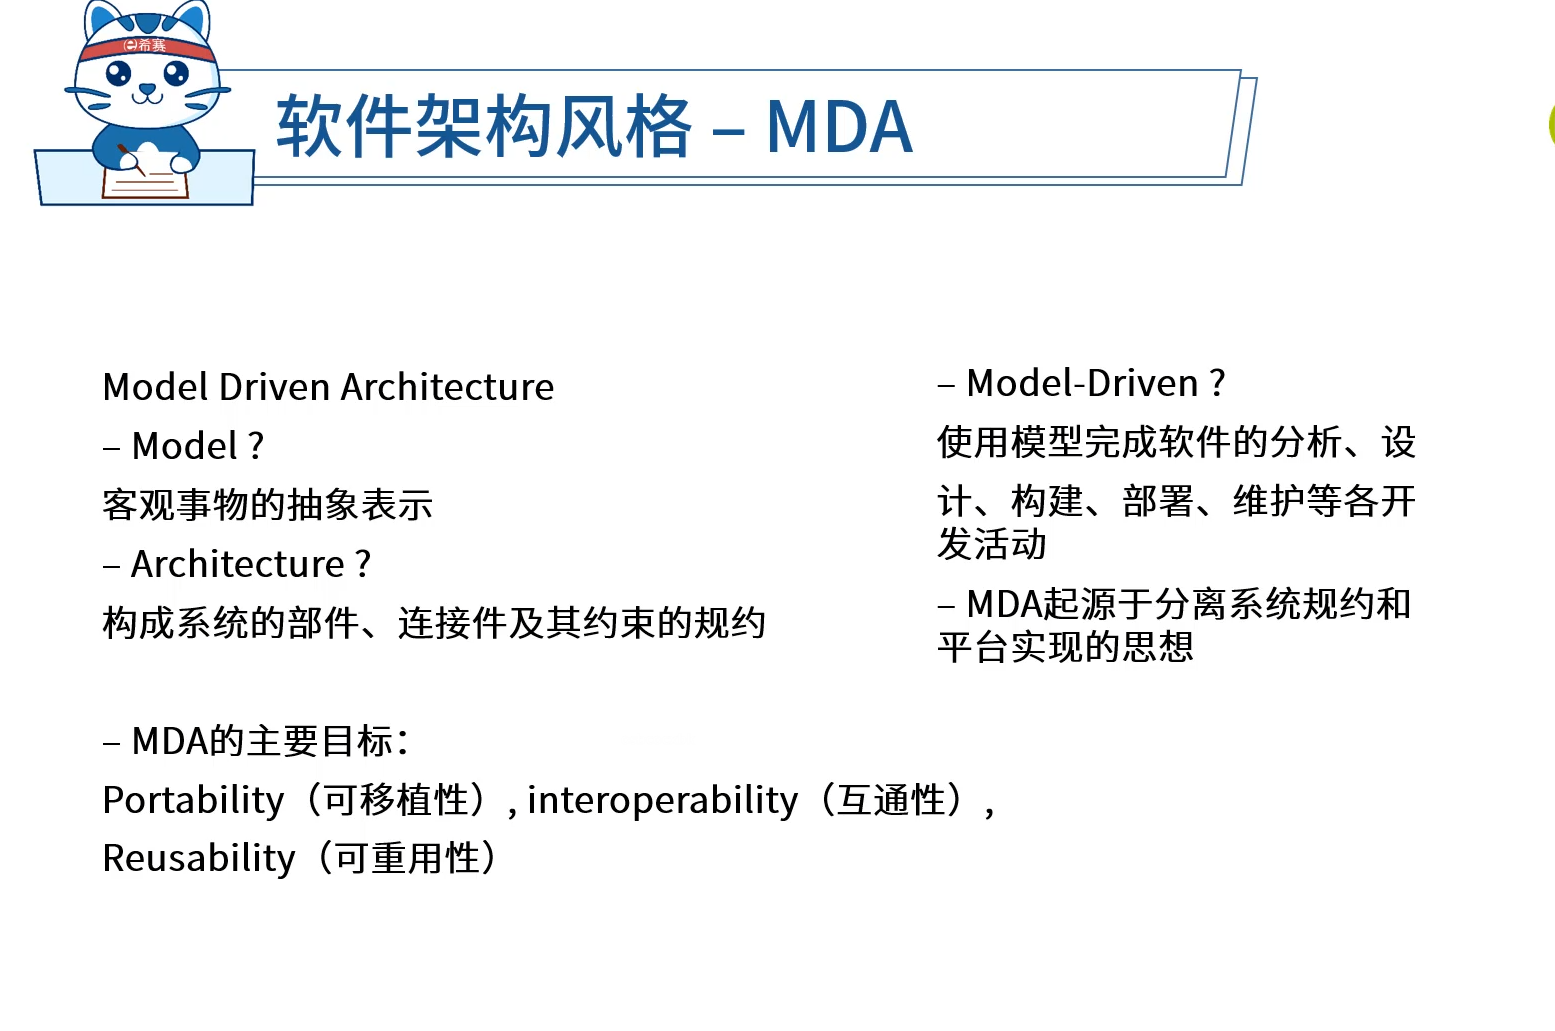 e希赛
软件架构风格 – MDA
Model Driven Architecture
– Model ?
客观事物的抽象表示
– Architecture ?
构成系统的部件、连接件及其约束的规约
– Model-Driven ?
使用模型完成软件的分析、设
计、构建、部署、维护等各开
发活动
– MDA起源于分离系统规约和
平台实现的思想
– MDA的主要目标：
Portability（可移植性）, interoperability（互通性）,
Reusability（可重用性）